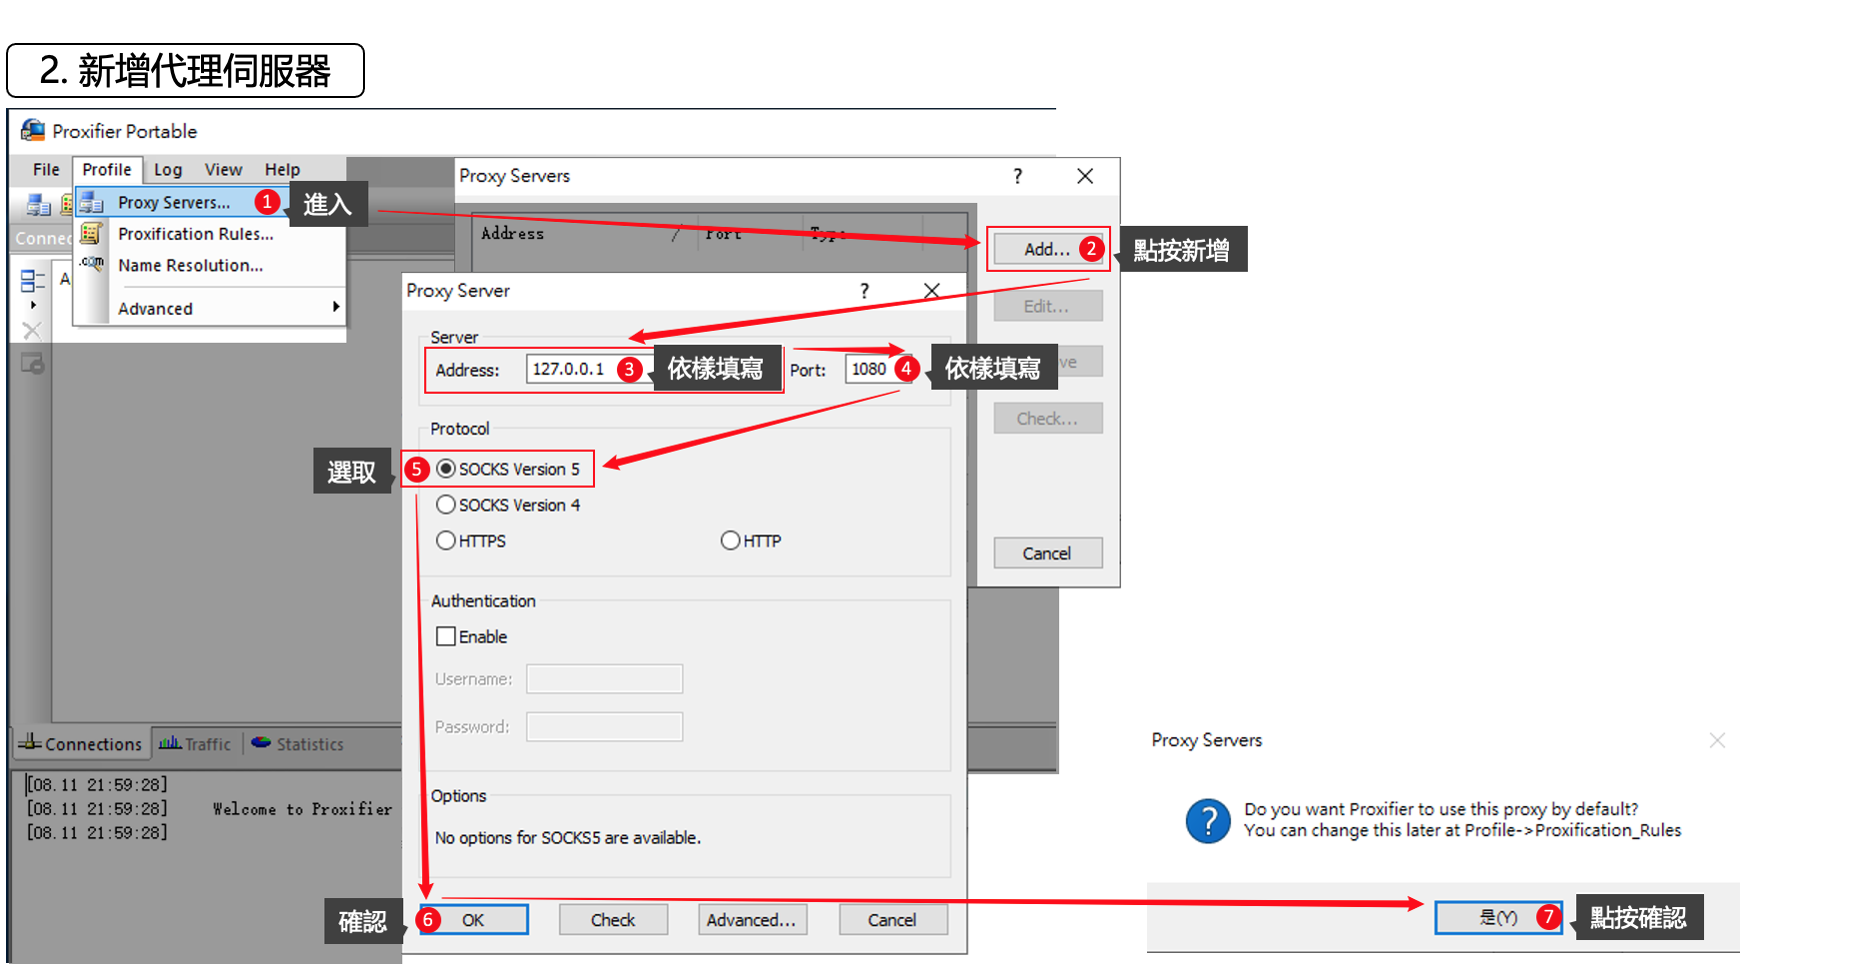 2. 新增代理伺服器
Proxifier Portable
File Profile Log View Help
Proxy Servers... 1 進入
Proxification Rules...
Name Resolution...
Advanced
Proxy Servers ?
Address / Port Type
Add... 2 點按新增
Edit...
Check...
Cancel
Proxy Server ?
Server
Address: 127.0.0.1 3 依樣填寫 Port: 1080 4 依樣填寫
Protocol
選取 5 SOCKS Version 5
SOCKS Version 4
HTTPS HTTP
Authentication
Enable
Username:
Password:
Options
No options for SOCKS5 are available.
確認 6 OK Check Advanced... Cancel
Connections Traffic Statistics
[08.11 21:59:28]
[08.11 21:59:28] Welcome to Proxifier
[08.11 21:59:28]
Proxy Servers
Do you want Proxifier to use this proxy by default?
You can change this later at Profile->Proxification_Rules
是(Y) 7 點按確認